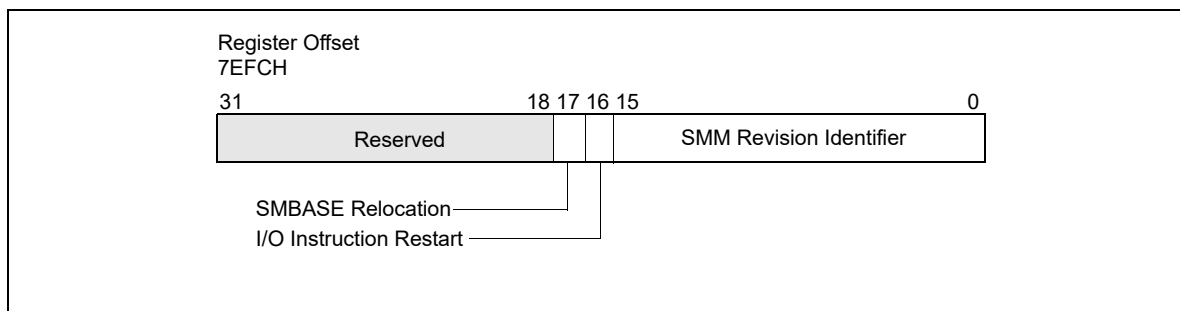 Register Offset
7EFCH
31 18 17 16 15 0
Reserved SMM Revision Identifier
SMBASE Relocation
I/O Instruction Restart